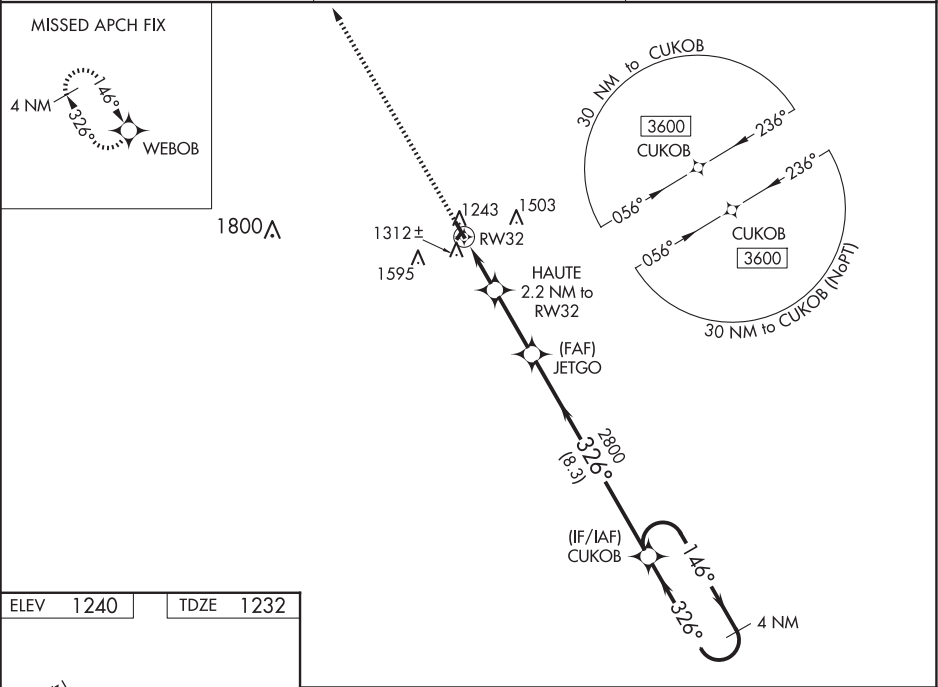 MISSED APCH FIX
4 NM
146°
326°
WEBOB
30 NM to CUKOB
3600
CUKOB
236°
056°
236°
056°
CUKOB
3600
30 NM to CUKOB (NoPT)
1800
1243
1503
1312±
RW32
1595
HAUTE
2.2 NM to
RW32
(FAF)
JETGO
2800
326°
(8.3)
(IF/IAF)
CUKOB
146°
326°
4 NM
ELEV 1240
TDZE 1232